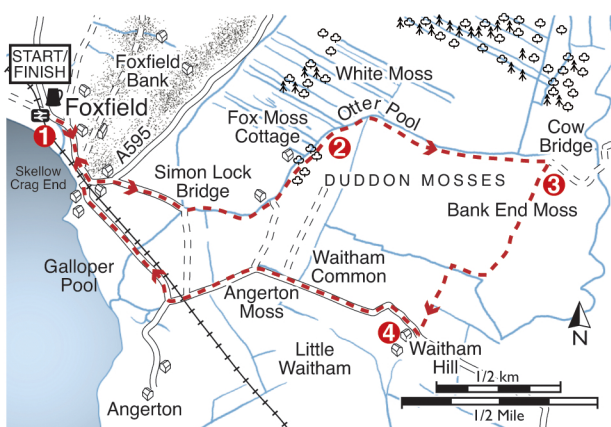 START/
FINISH
Foxfield
Bank
White Moss
Foxfield
Otter Pool
1
A595
Fox Moss
Cottage
2
Cow
Bridge
Skellow
Crag End
Simon Lock
Bridge
DUDDON MOSSES
3
Bank End Moss
Galloper
Pool
Waitham
Common
Angerton
Moss
4
N
Little
Waitham
Waitham
Hill
Angerton
1/2 km
1/2 Mile